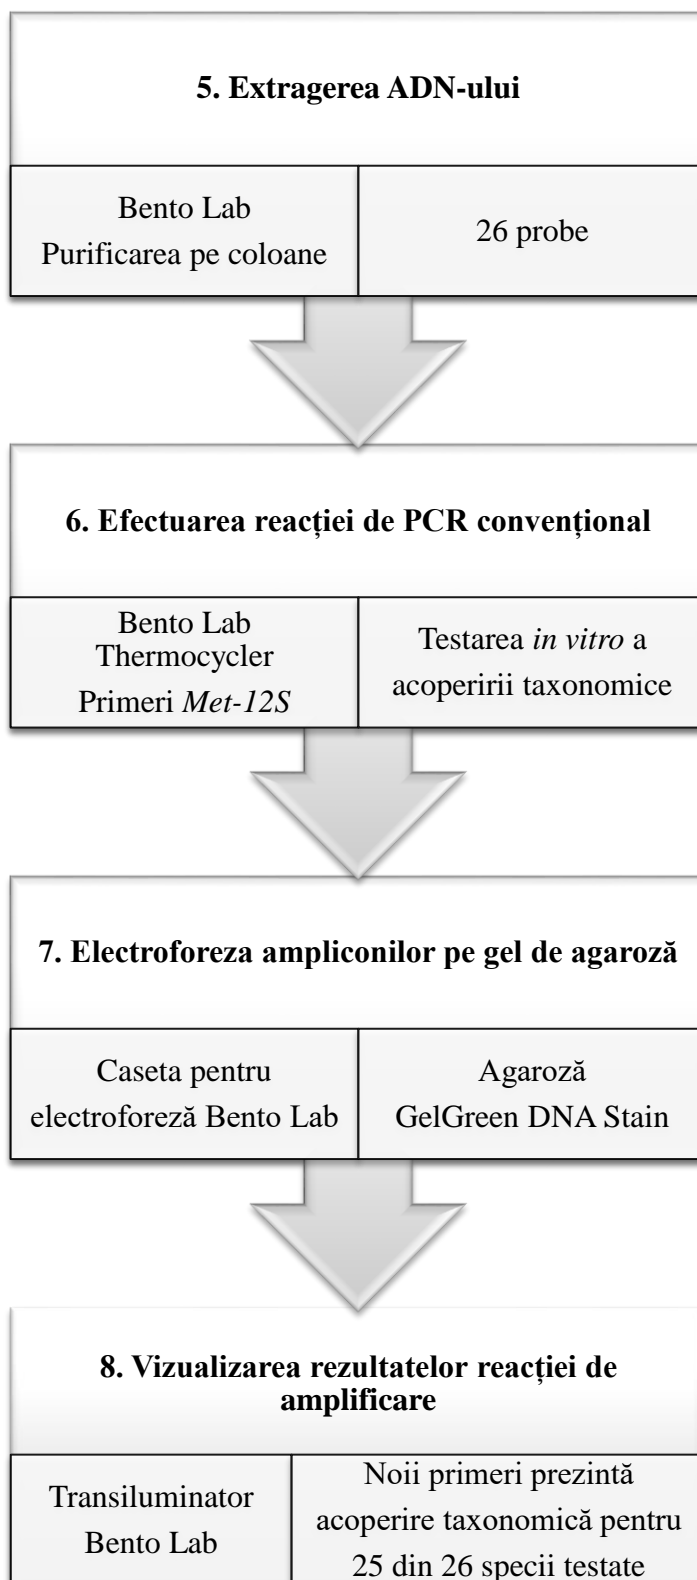 5. Extragerea ADN-ului
Bento Lab
Purificarea pe coloane
26 probe
6. Efectuarea reacției de PCR convențional
Bento Lab
Thermocycler
Primeri Met-12S
Testarea in vitro a
acoperirii taxonomice
7. Electroforeza ampliconilor pe gel de agaroză
Caseta pentru
electroforeză Bento Lab
Agaroză
GelGreen DNA Stain
8. Vizualizarea rezultatelor reacției de
amplificare
Transiluminator
Bento Lab
Noii primeri prezintă
acoperire taxonomică pentru
25 din 26 specii testate